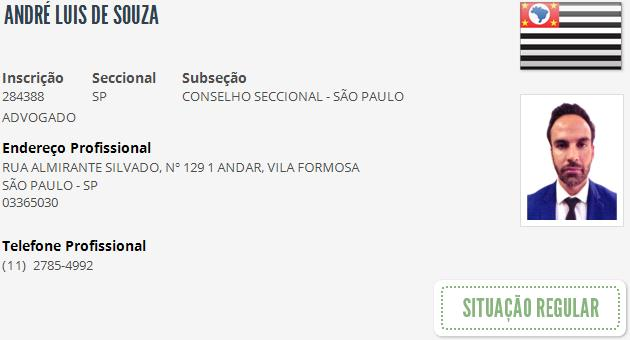 ANDRÉ LUIS DE SOUZA
Inscrição Seccional Subseção
284388 SP CONSELHO SECCIONAL - SÃO PAULO
ADVOGADO
Endereço Profissional
RUA ALMIRANTE SILVADO, Nº 129 1 ANDAR, VILA FORMOSA
SÃO PAULO - SP
03365030
Telefone Profissional
(11) 2785-4992
SITUAÇÃO REGULAR